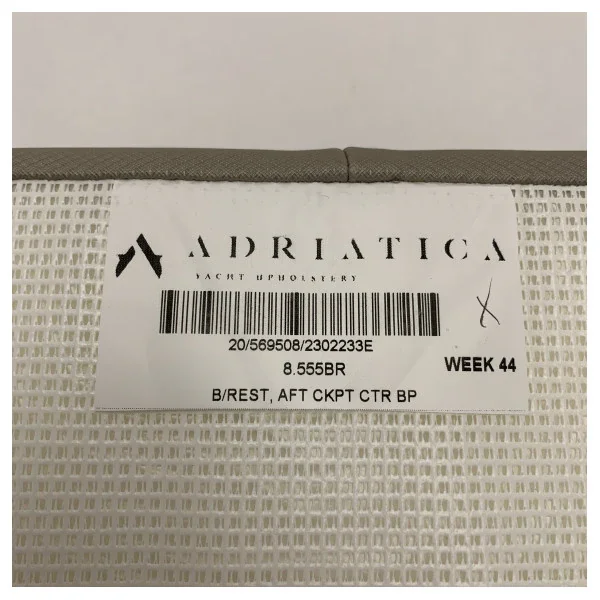 ADRIATICA
YACHT UPHOLSTERY
20/569508/2302233E
8.555BR
WEEK 44
B/REST, AFT CKPT CTR BP